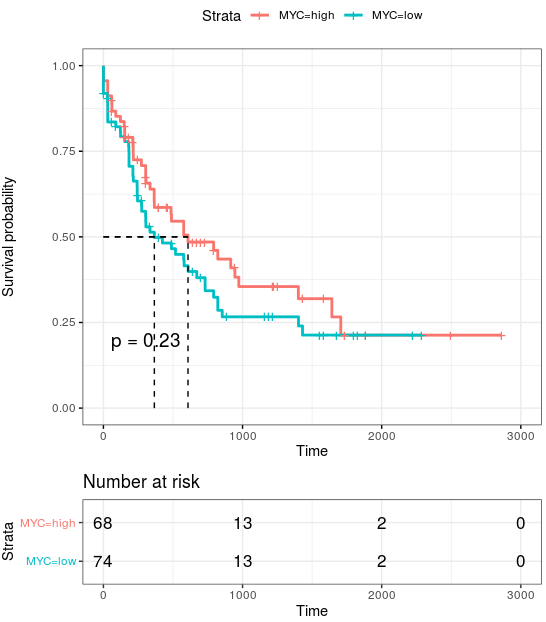 Strata MYC=high MYC=low
1.00
0.75
0.50
0.25
0.00
Survival probability
p = 0.23
0 1000 2000 3000
Time
Number at risk
Strata
MYC=high 68 13 2 0
MYC=low 74 13 2 0
0 1000 2000 3000
Time